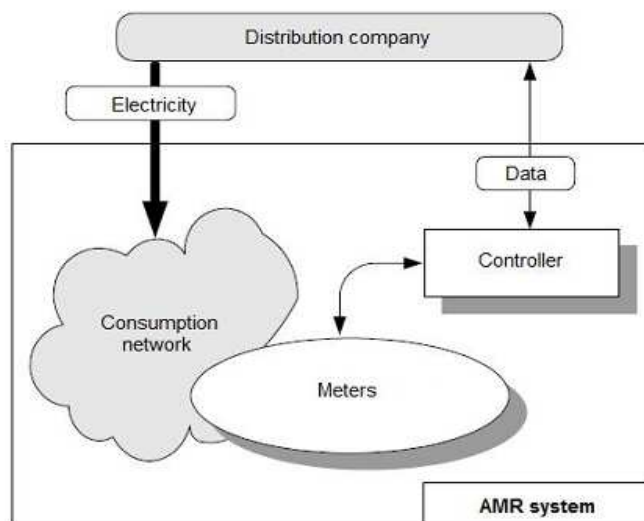 Distribution company
Electricity
Data
Controller
Consumption
network
Meters
AMR system